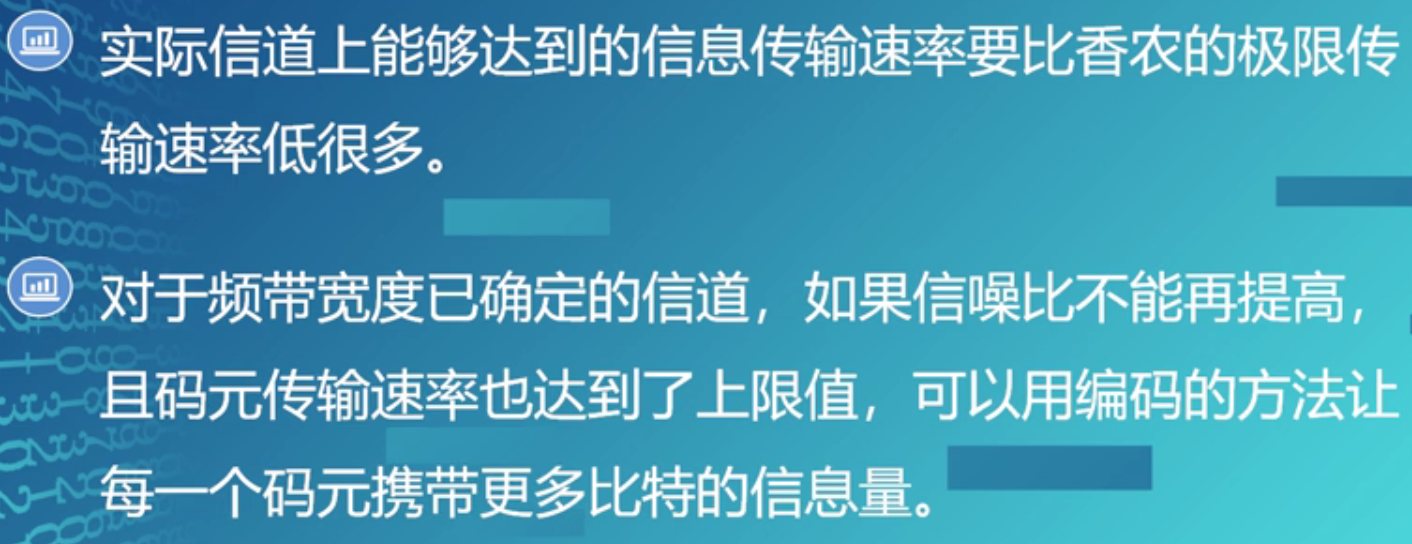 实际信道上能够达到的信息传输速率要比香农的极限传
输速率低很多。
对于频带宽度已确定的信道，如果信噪比不能再提高，
且码元传输速率也达到了上限值，可以用编码的方法让
每一个码元携带更多比特的信息量。